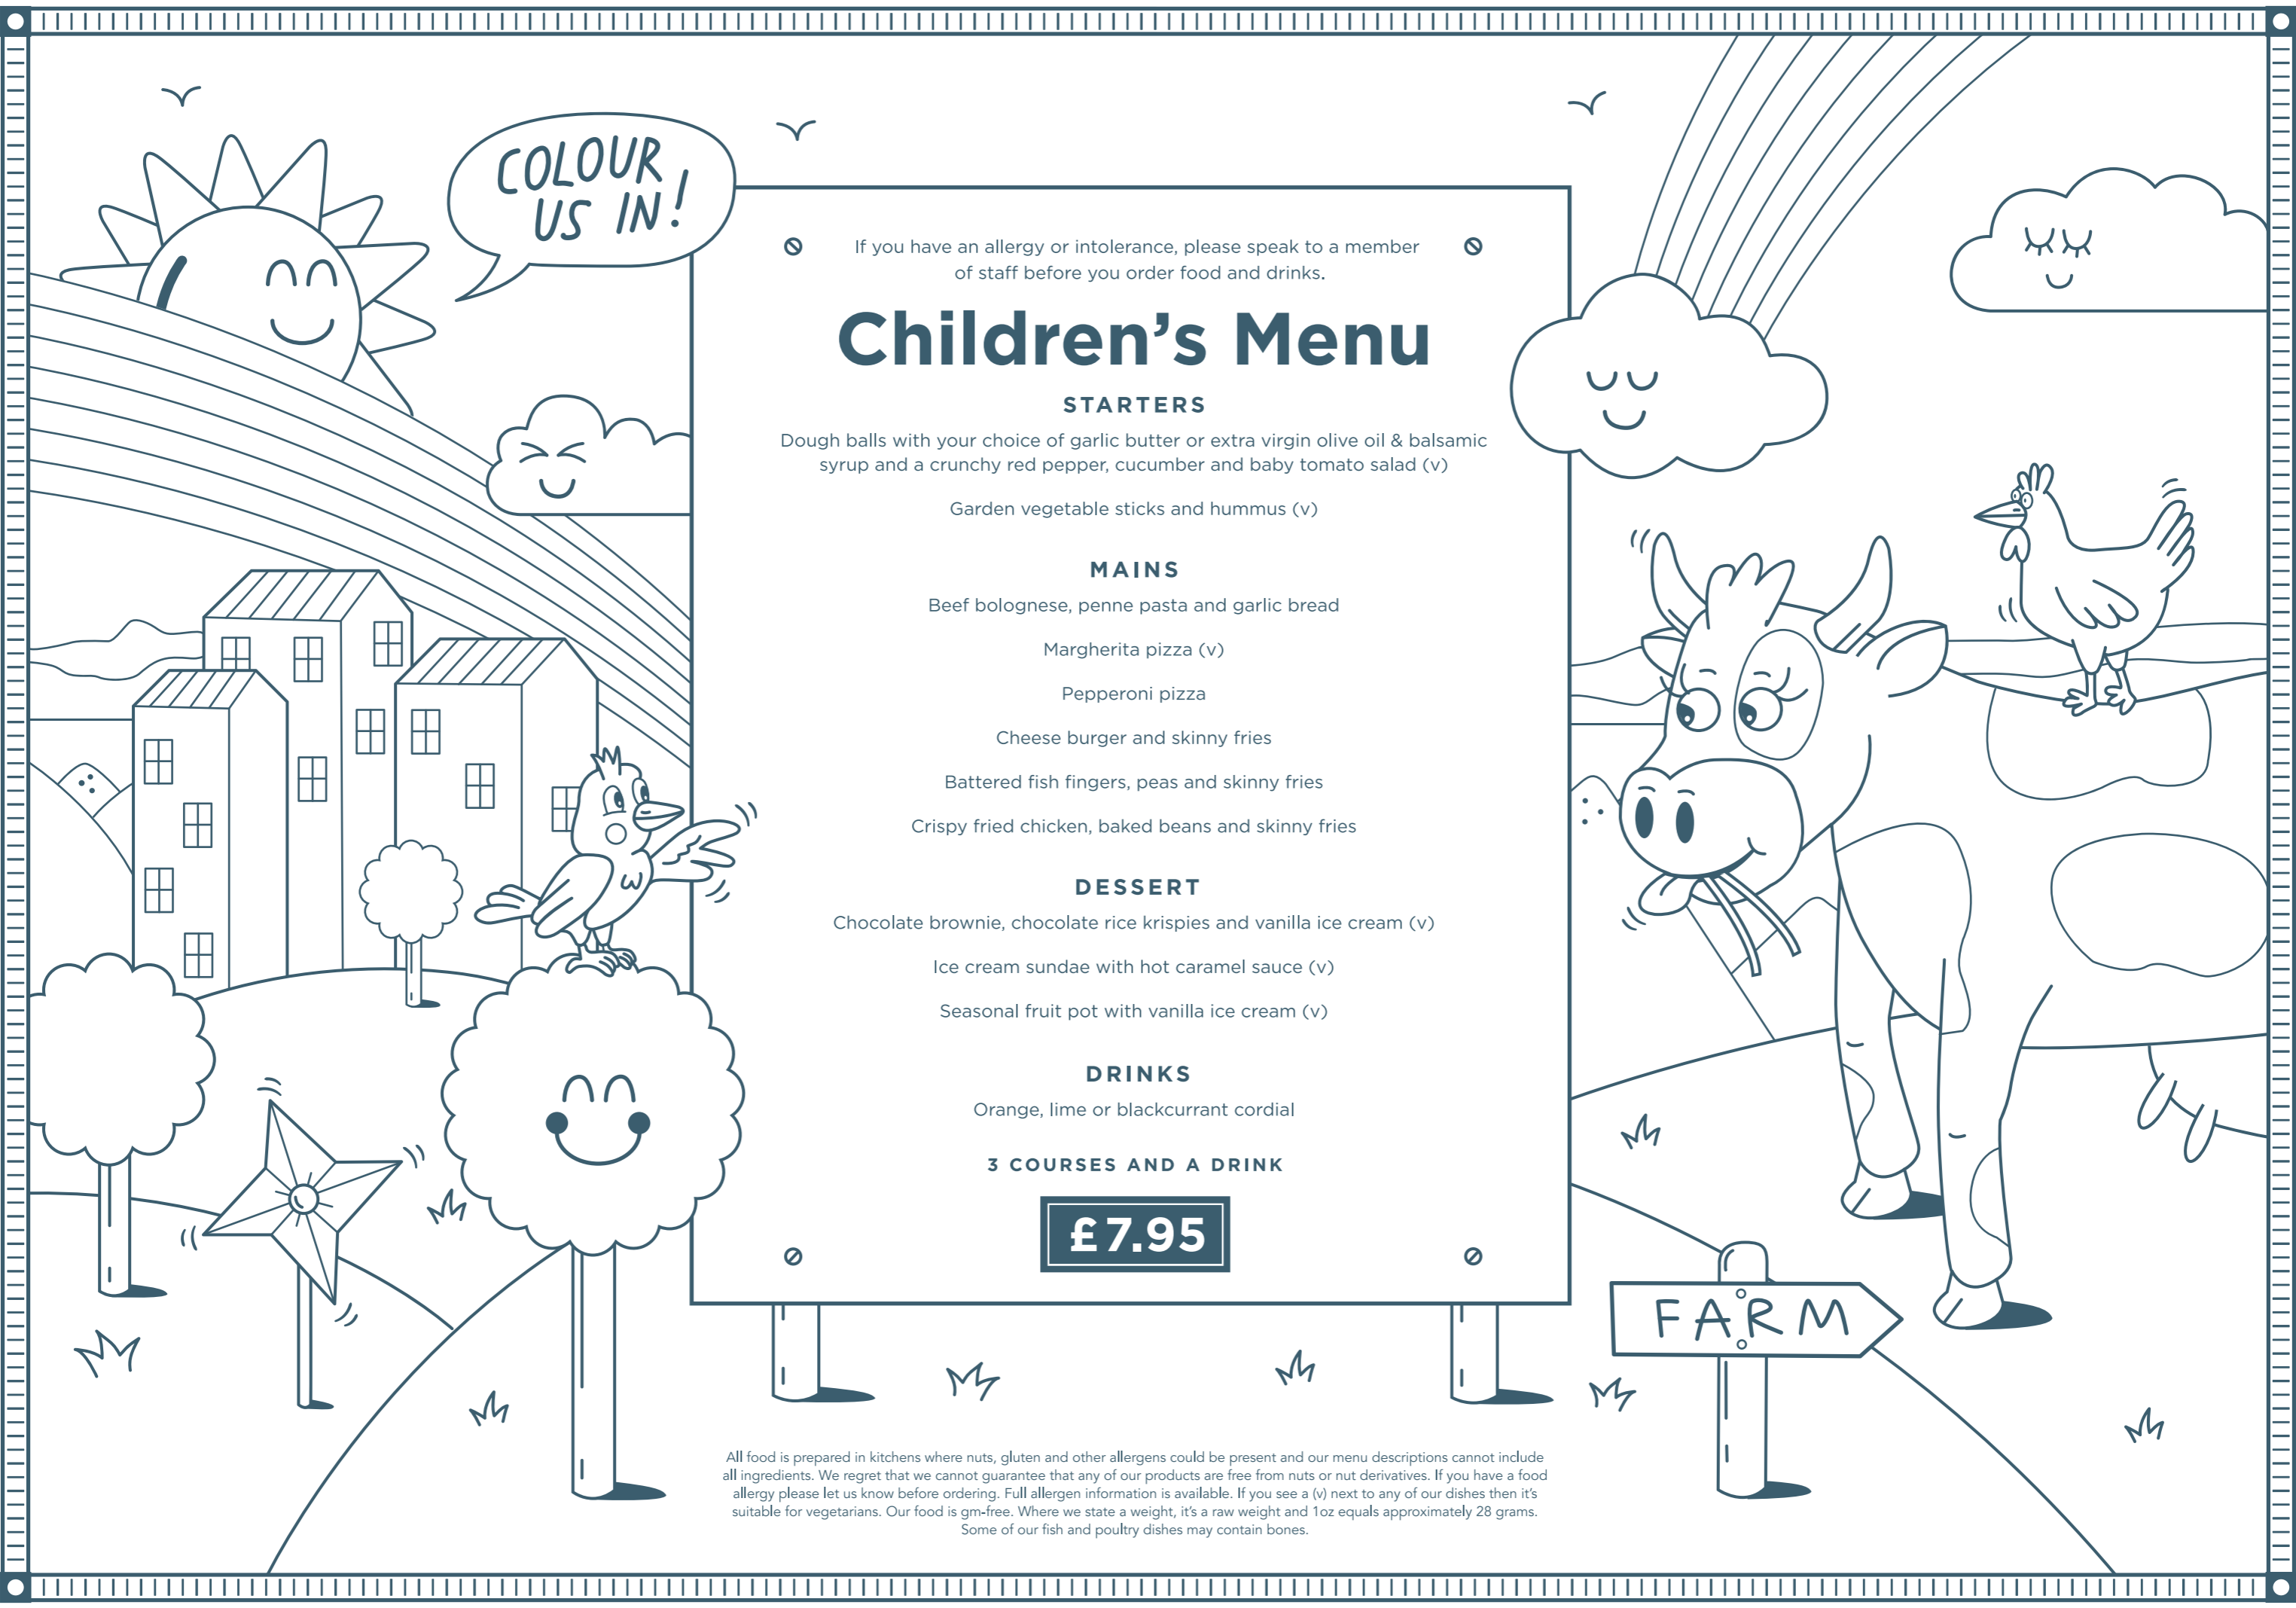 COLOUR
US IN!
If you have an allergy or intolerance, please speak to a member
of staff before you order food and drinks.
Children’s Menu
STARTERS
Dough balls with your choice of garlic butter or extra virgin olive oil & balsamic
syrup and a crunchy red pepper, cucumber and baby tomato salad (v)
Garden vegetable sticks and hummus (v)
MAINS
Beef bolognese, penne pasta and garlic bread
Margherita pizza (v)
Pepperoni pizza
Cheese burger and skinny fries
Battered fish fingers, peas and skinny fries
Crispy fried chicken, baked beans and skinny fries
DESSERT
Chocolate brownie, chocolate rice krispies and vanilla ice cream (v)
Ice cream sundae with hot caramel sauce (v)
Seasonal fruit pot with vanilla ice cream (v)
DRINKS
Orange, lime or blackcurrant cordial
3 COURSES AND A DRINK
£7.95
FARM
All food is prepared in kitchens where nuts, gluten and other allergens could be present and our menu descriptions cannot include
all ingredients. We regret that we cannot guarantee that any of our products are free from nuts or nut derivatives. If you have a food
allergy please let us know before ordering. Full allergen information is available. If you see a (v) next to any of our dishes then it’s
suitable for vegetarians. Our food is gm-free. Where we state a weight, it’s a raw weight and 1oz equals approximately 28 grams.
Some of our fish and poultry dishes may contain bones.